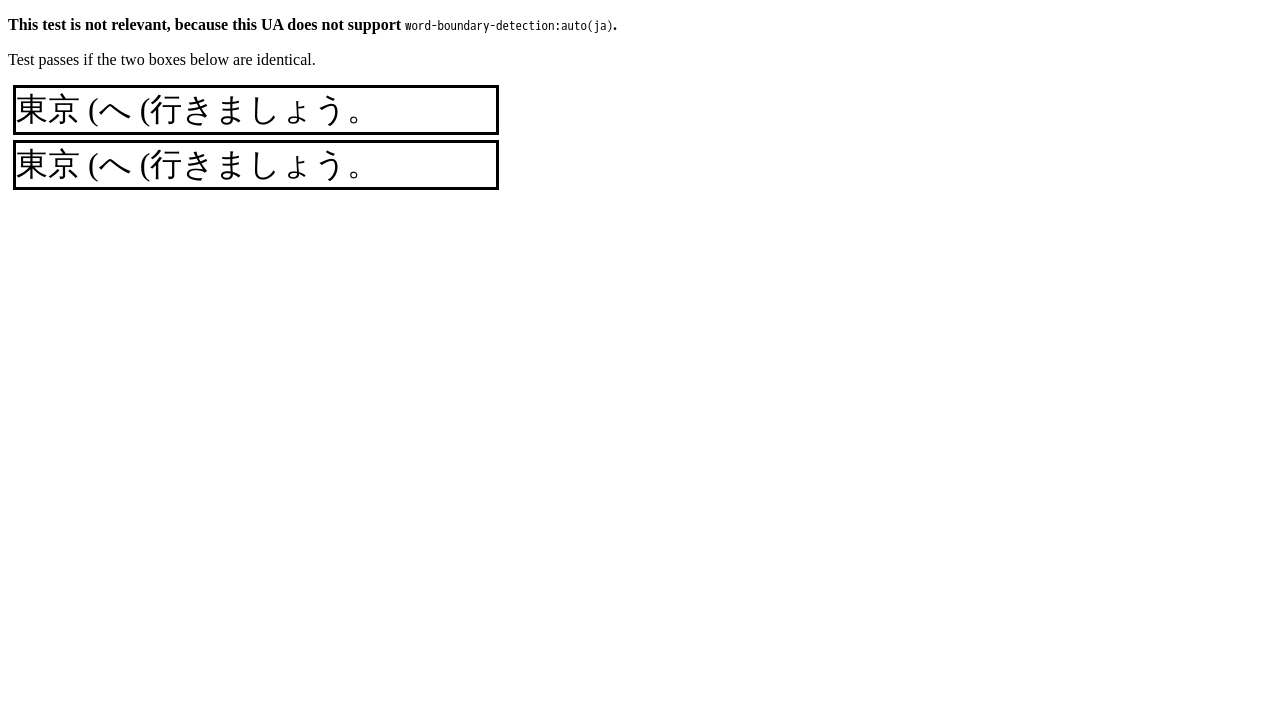 This test is not relevant, because this UA does not support word-boundary-detection:auto(ja).
Test passes if the two boxes below are identical.
東京 (へ (行きましょう。
東京 (へ (行きましょう。